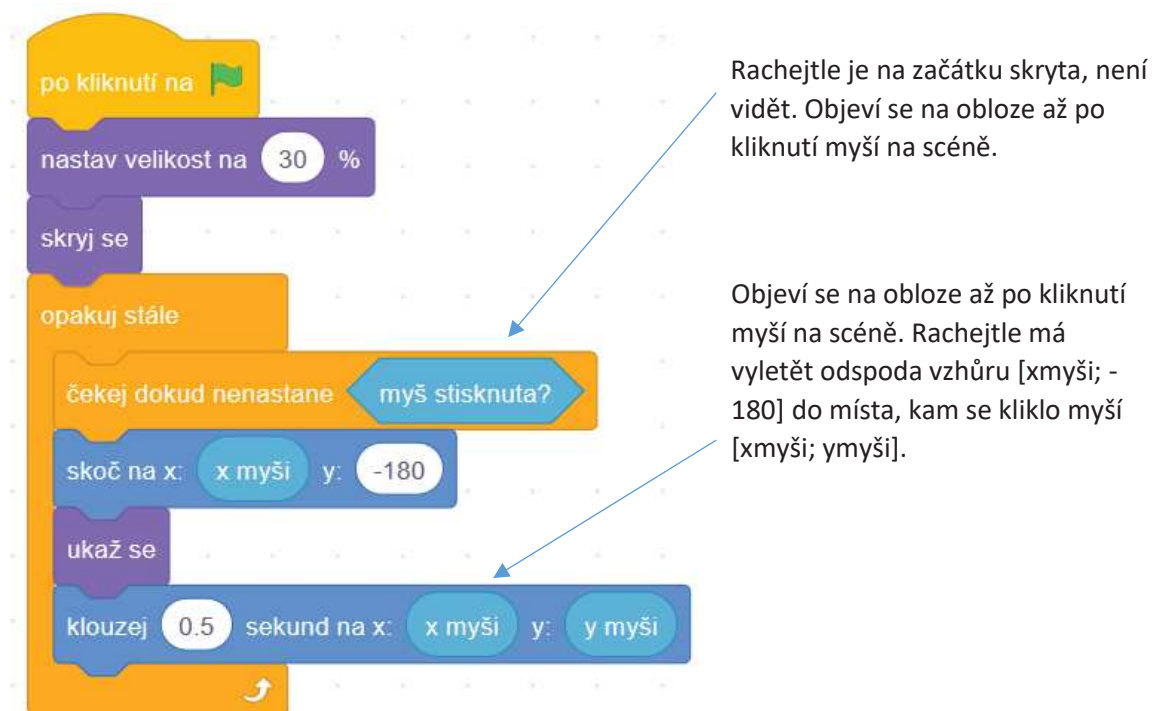 po kliknutí na
nastav velikost na 30 %
skryj se
opakuj stále
čekej dokud nenastane myš stisknuta?
skoč na x: x myši y: -180
ukaž se
klouzej 0.5 sekund na x: x myši y: y myši
Rachejtle je na začátku skryta, není
vidět. Objeví se na obloze až po
kliknutí myší na scéně.
Objeví se na obloze až po kliknutí
myší na scéně. Rachejtle má
vyletět odspoda vzhůru [xmyši; -
180] do místa, kam se kliklo myší
[xmyši; ymyši].